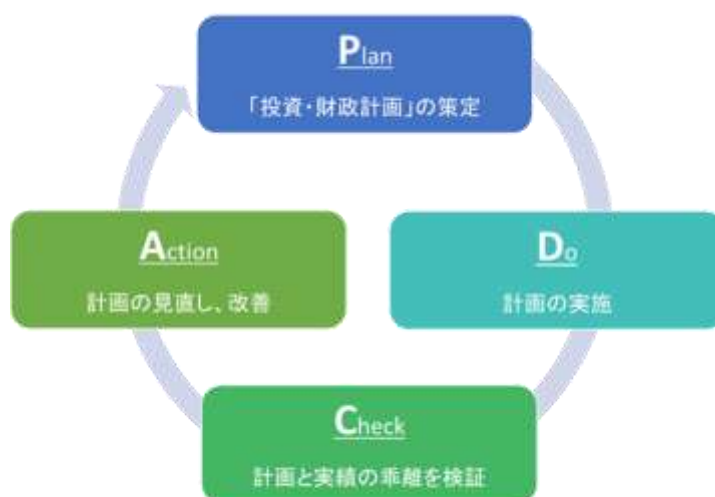 Plan
「投資・財政計画」の策定
Action
計画の見直し、改善
Do
計画の実施
Check
計画と実績の乖離を検証